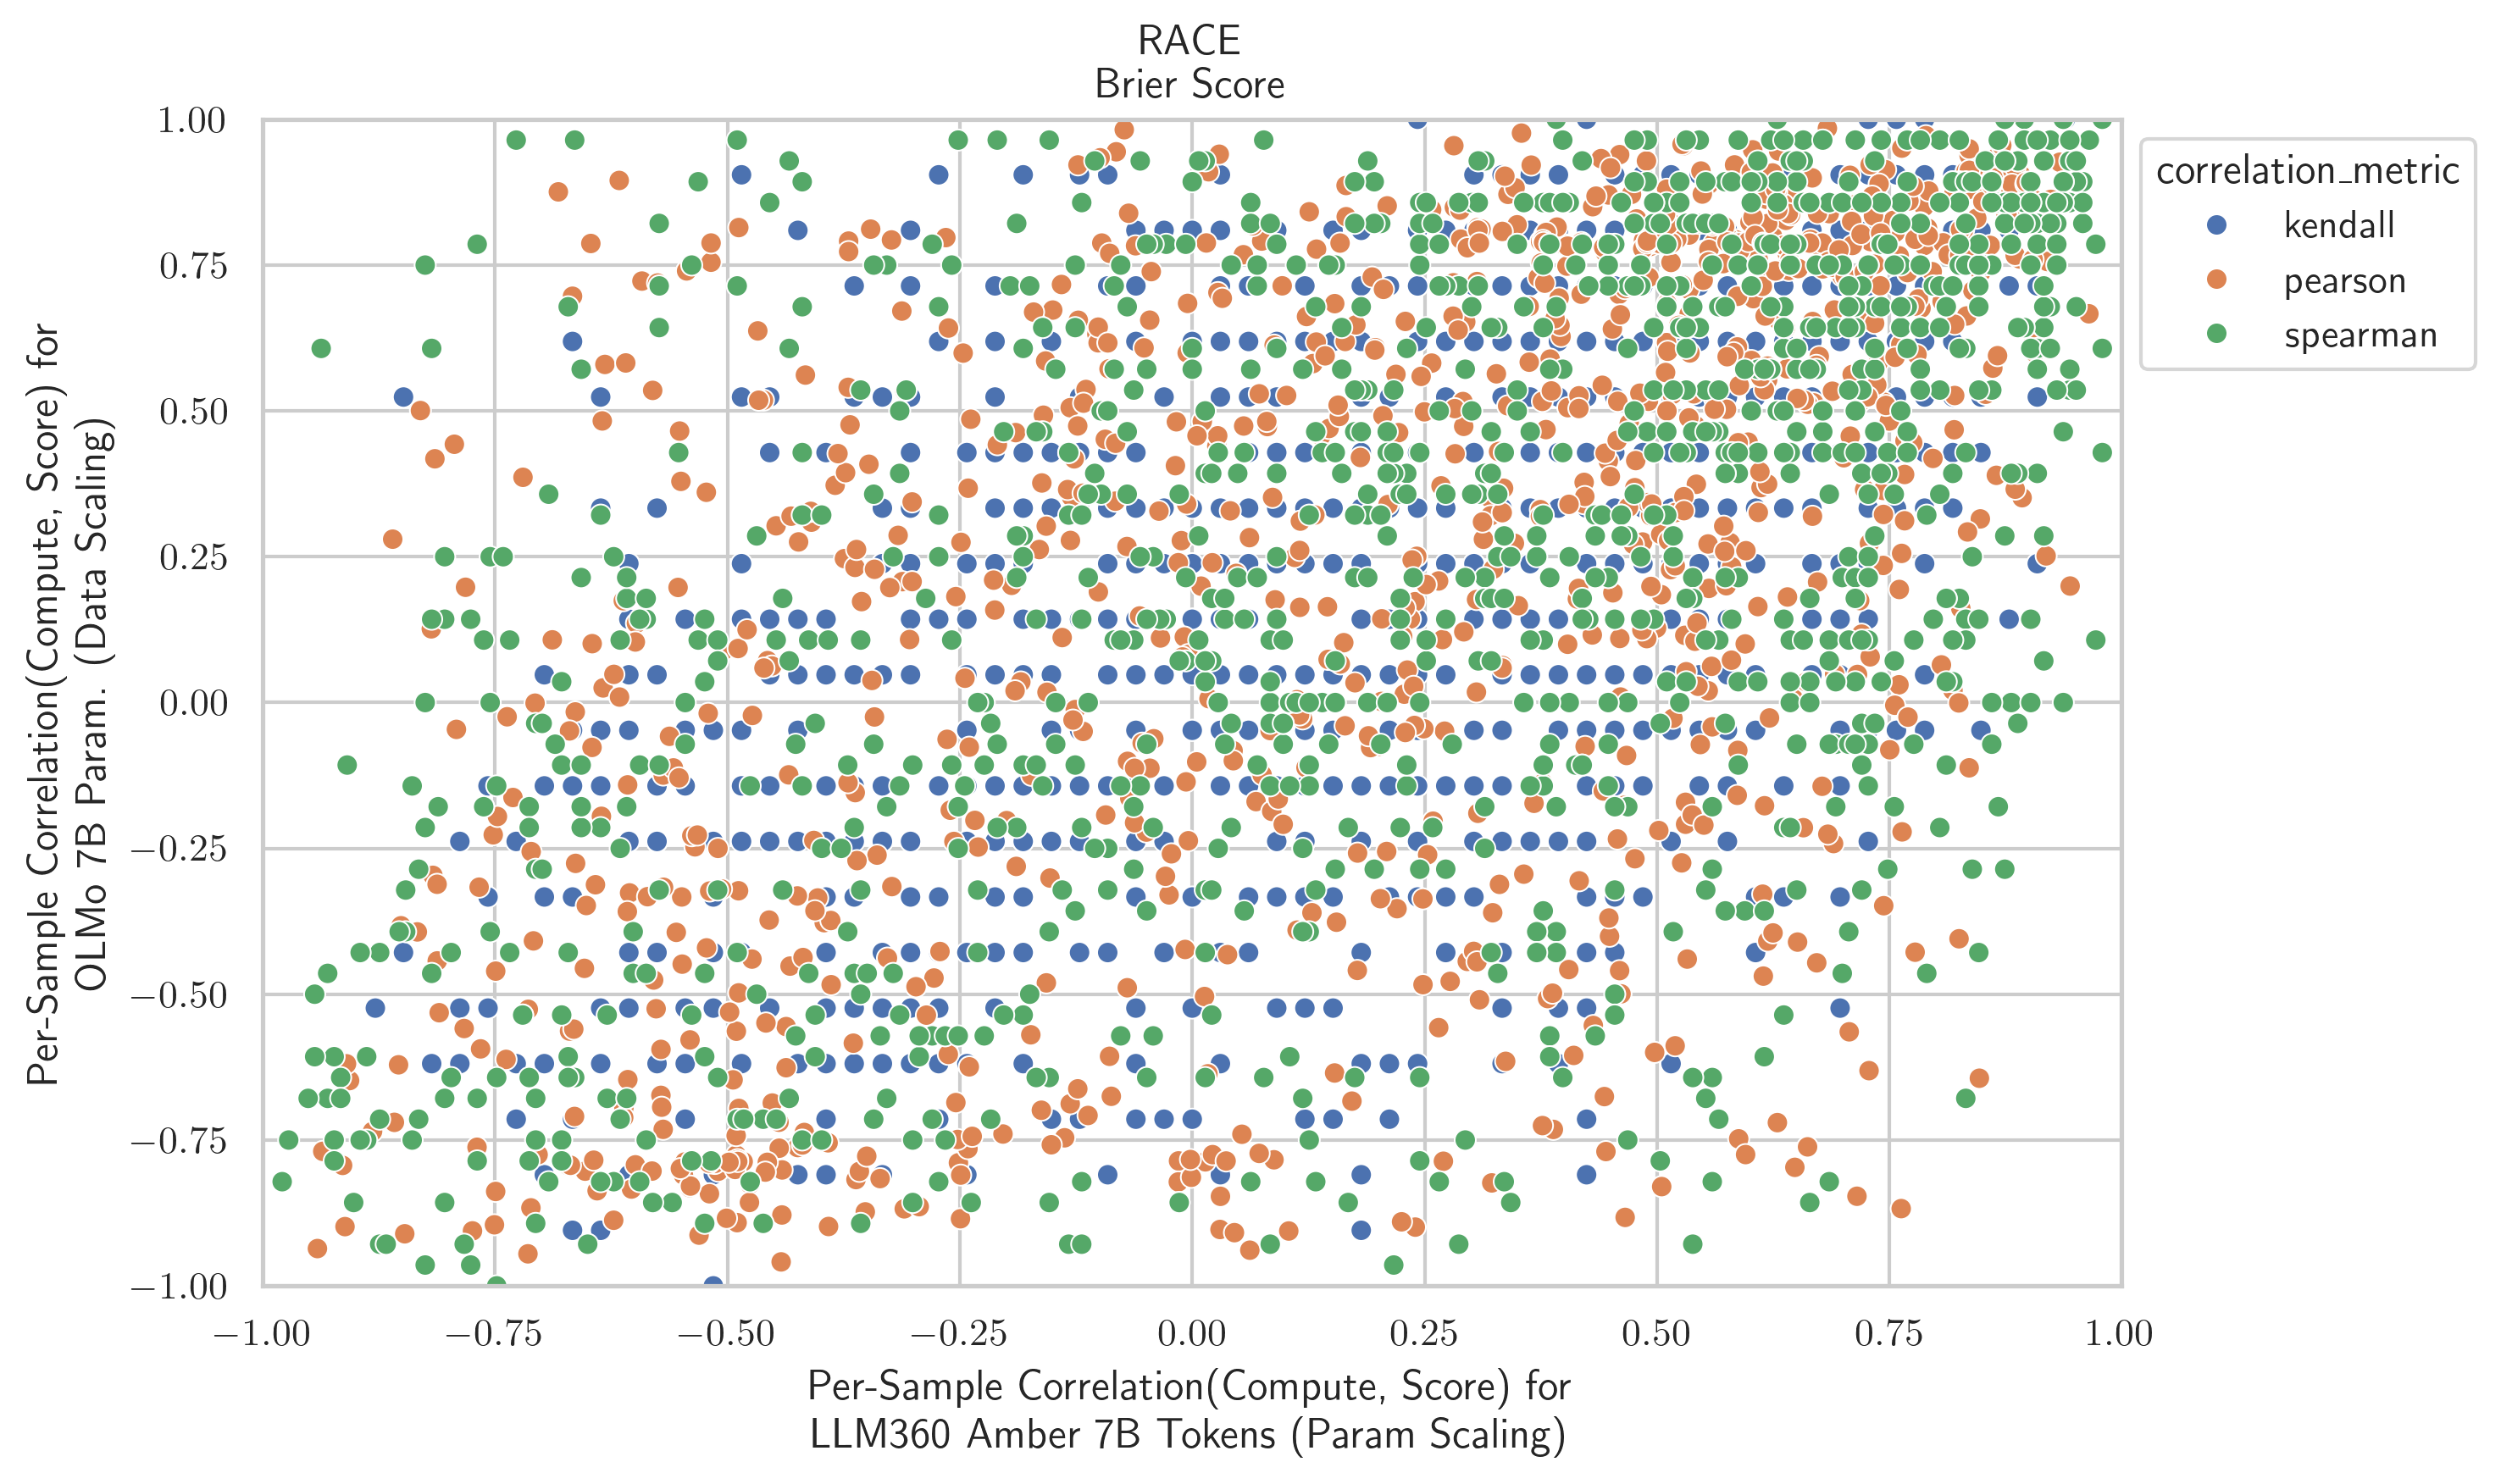 RACE
Brier Score
Per-Sample Correlation(Compute, Score) for
OLMo 7B Param. (Data Scaling)
1.00
0.75
0.50
0.25
0.00
−0.25
−0.50
−0.75
−1.00
−1.00 −0.75 −0.50 −0.25 0.00 0.25 0.50 0.75 1.00
Per-Sample Correlation(Compute, Score) for
LLM360 Amber 7B Tokens (Param Scaling)
correlation_metric
kendall
pearson
spearman